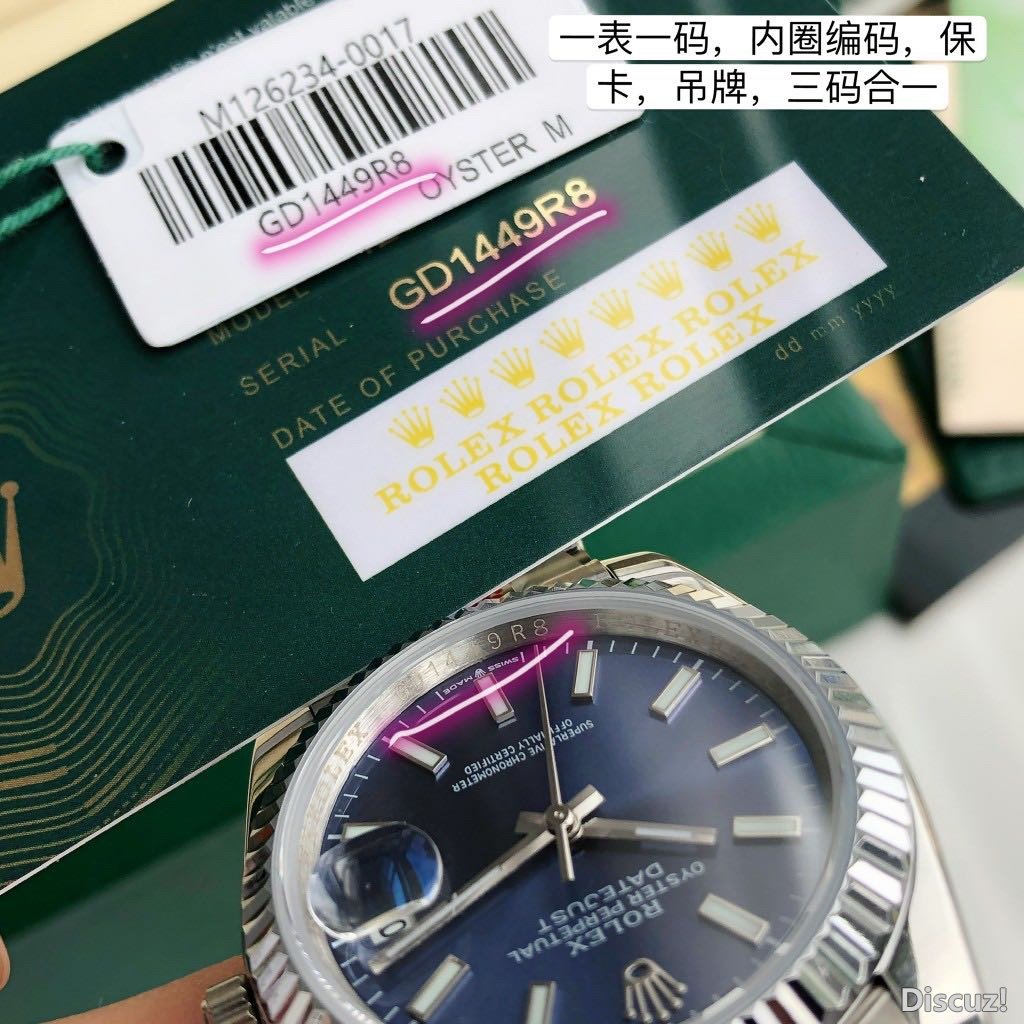 一表一码，内圈编码，保
卡，吊牌，三码合一
M126234-0017
GD1449R8
OYSTER M
GD1449R8
MODEL
SERIAL
DATE OF PURCHASE
dd mm yyyy
ROLEX ROLEX ROLEX
ROLEX ROLEX
9R8
ROLEX
SWISS MADE
SUPERLATIVE CHRONOMETER
OFFICIALLY CERTIFIED
ROLEX
OYSTER PERPETUAL
DATEJUST
Discuz!